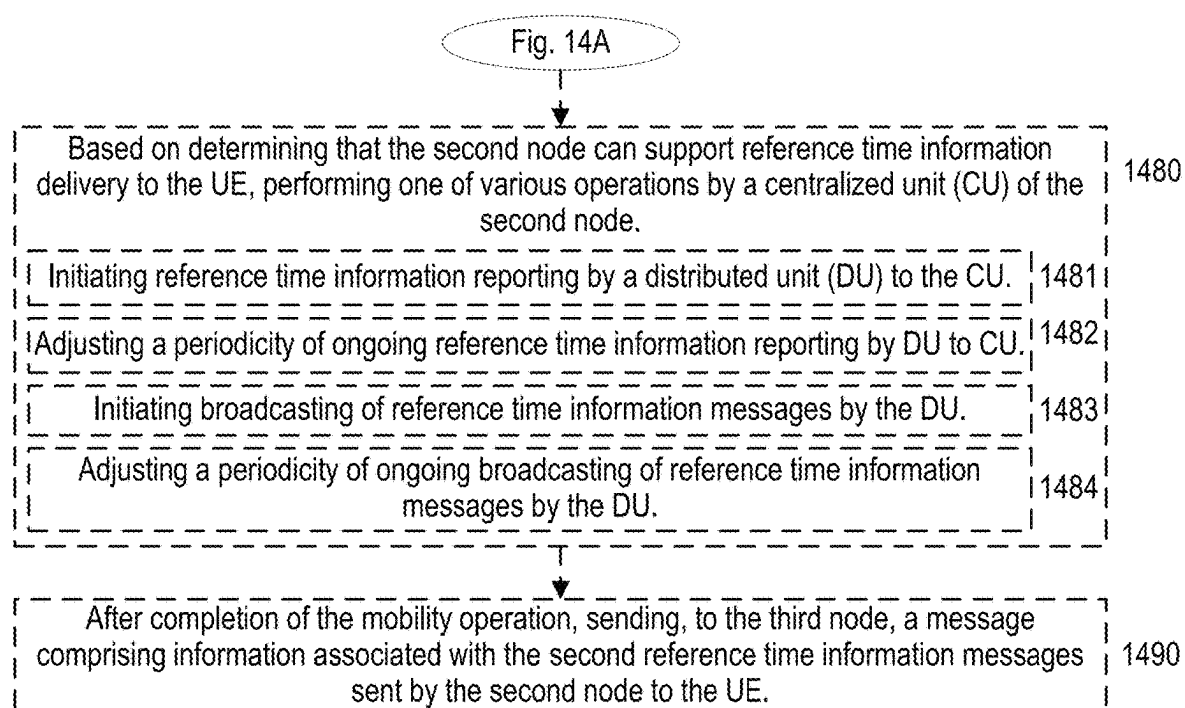 Fig. 14A
Based on determining that the second node can support reference time information
delivery to the UE, performing one of various operations by a centralized unit (CU) of the
second node.
1480
Initiating reference time information reporting by a distributed unit (DU) to the CU.
1481
Adjusting a periodicity of ongoing reference time information reporting by DU to CU.
1482
Initiating broadcasting of reference time information messages by the DU.
1483
Adjusting a periodicity of ongoing broadcasting of reference time information
messages by the DU.
1484
After completion of the mobility operation, sending, to the third node, a message
comprising information associated with the second reference time information messages
sent by the second node to the UE.
1490